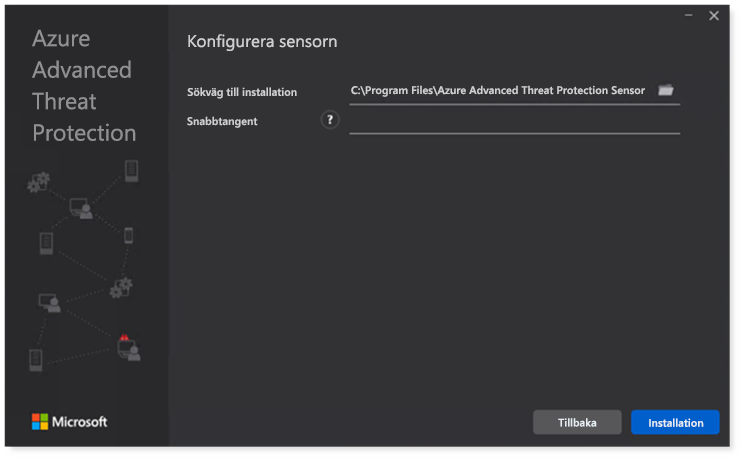 Azure
Advanced
Threat
Protection
Konfigurera sensorn
Sökväg till installation
C:\Program Files\Azure Advanced Threat Protection Sensor
Snabbtangent
?
Microsoft
Tillbaka
Installation